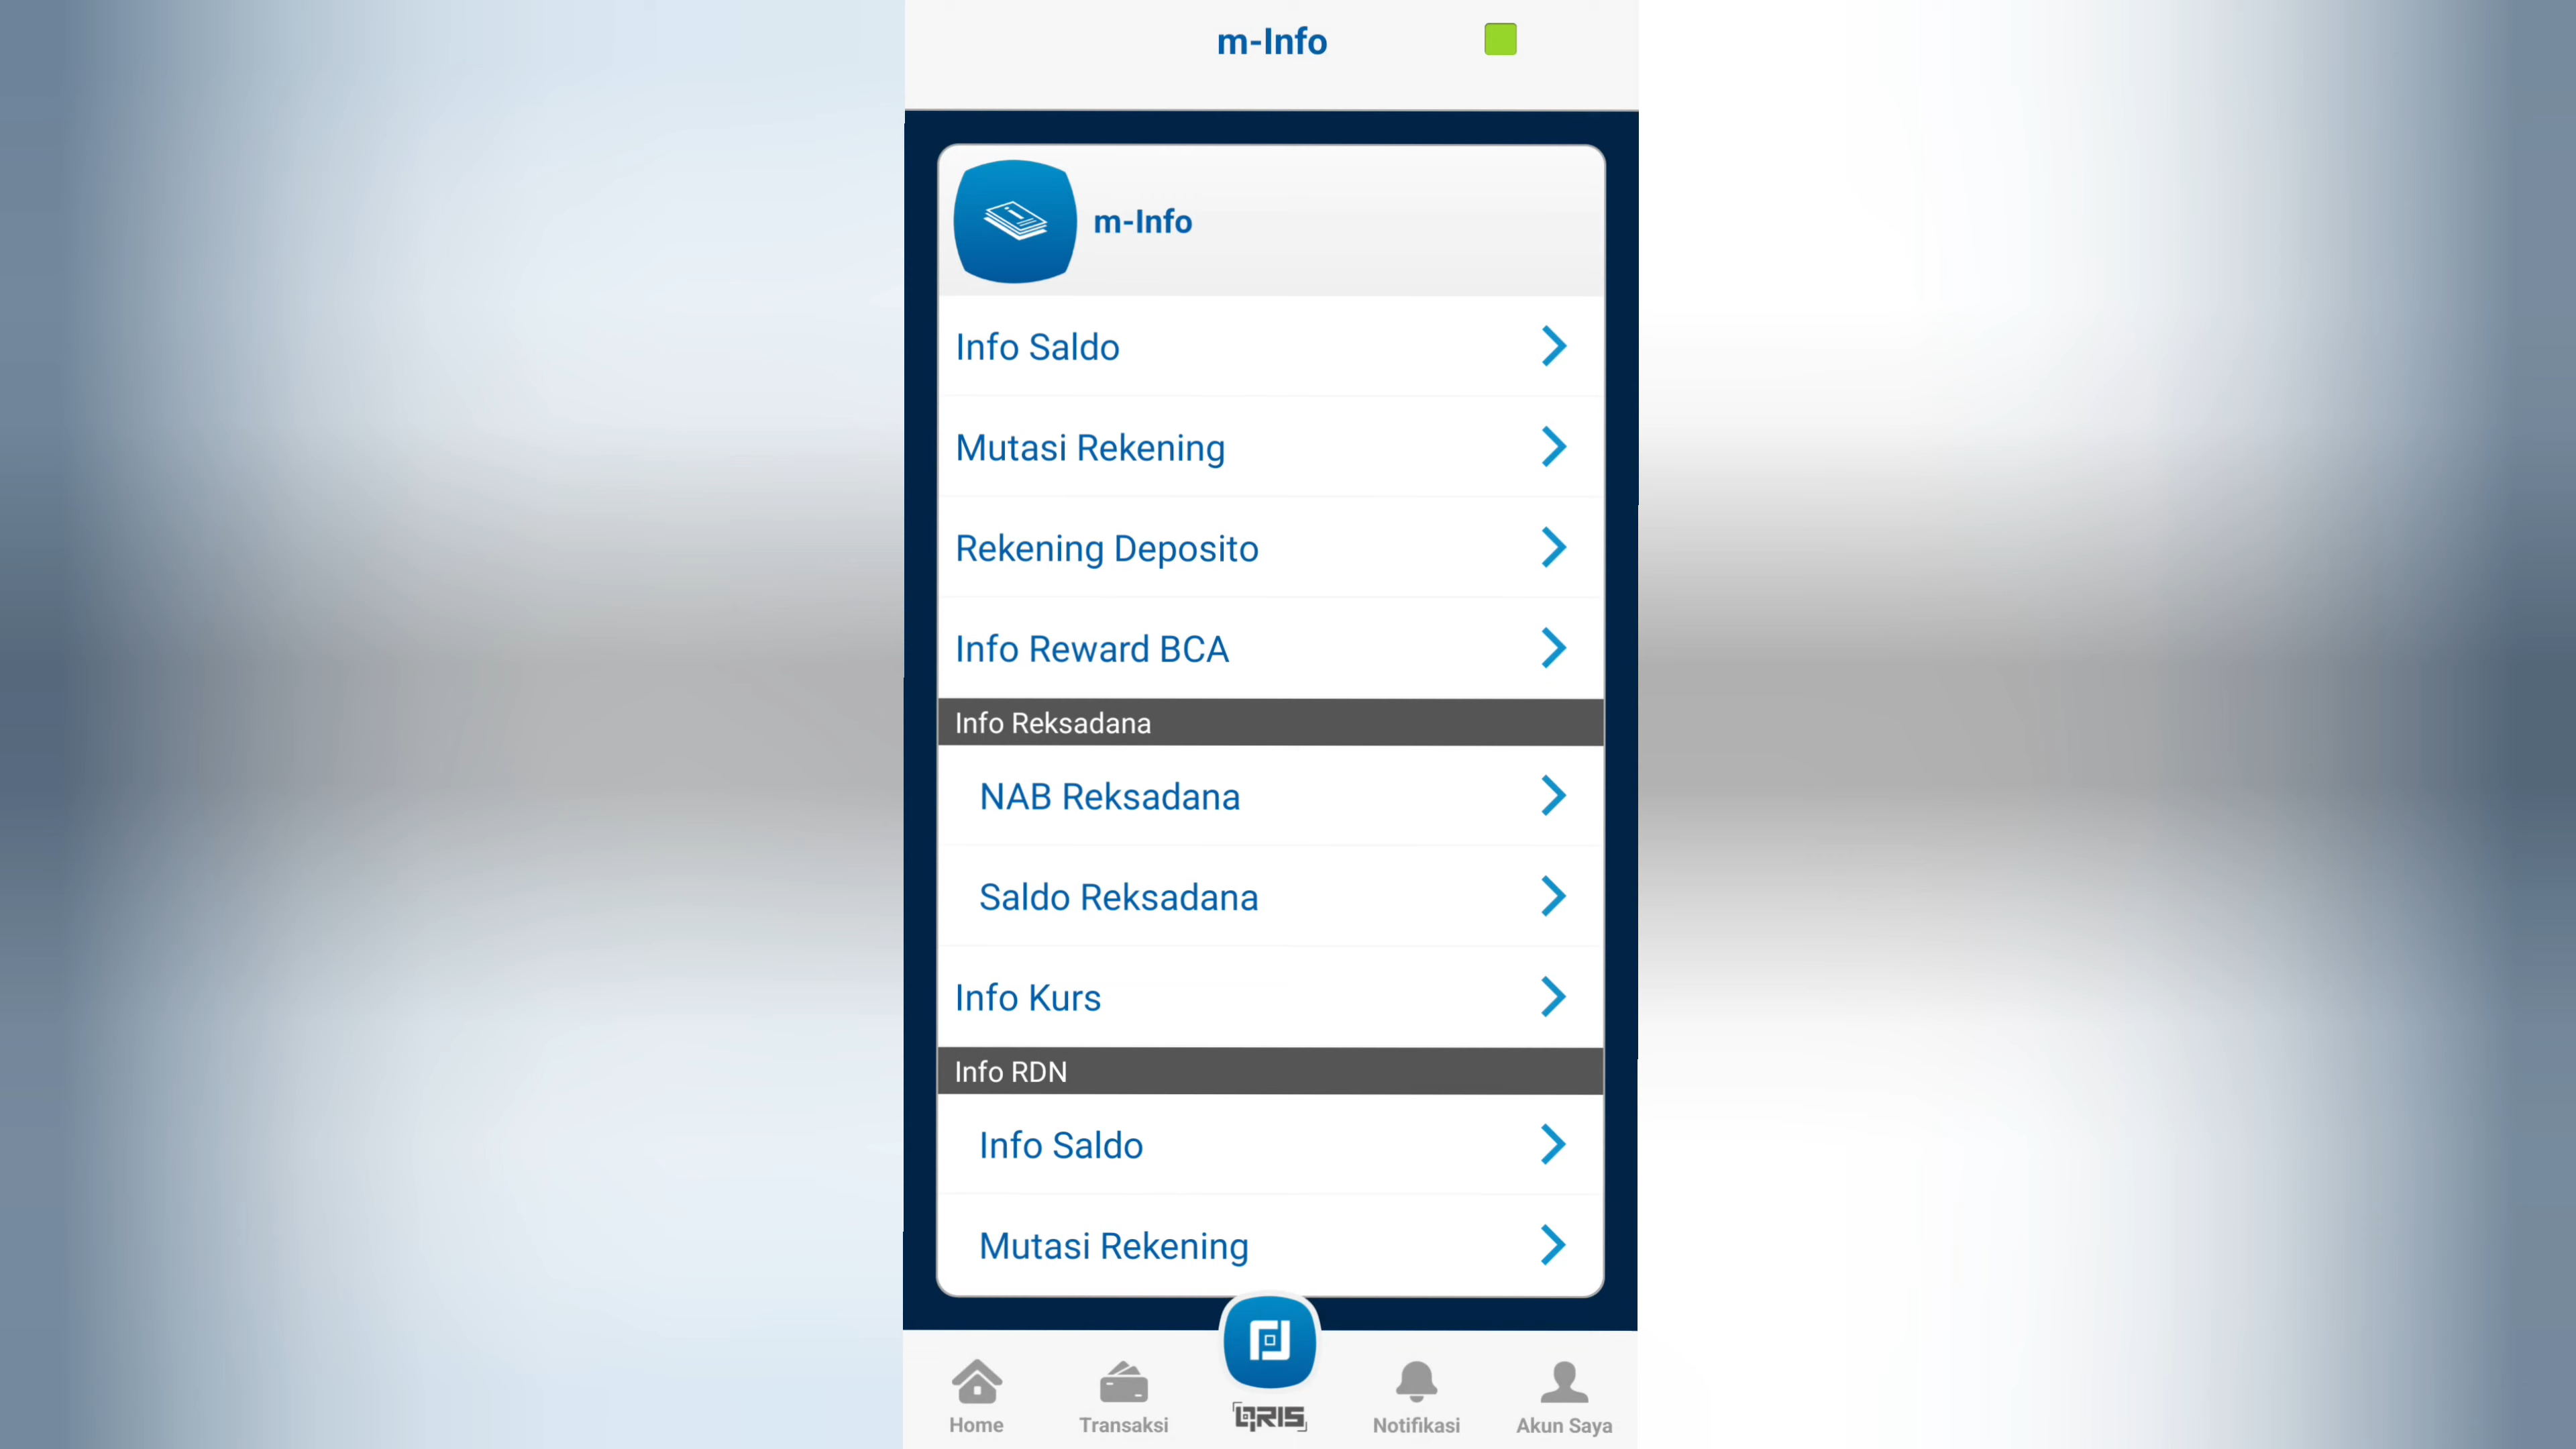 m-Info
m-Info
Info Saldo
Mutasi Rekening
Rekening Deposito
Info Reward BCA
Info Reksadana
NAB Reksadana
Saldo Reksadana
Info Kurs
Info RDN
Info Saldo
Mutasi Rekening
Home
Transaksi
QRIS
Notifikasi
Akun Saya